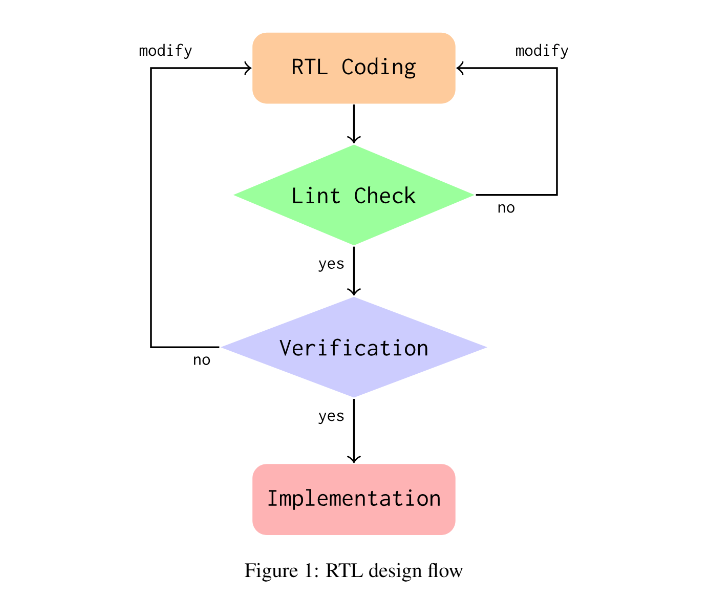 modify
modify
RTL Coding
Lint Check
no
yes
Verification
no
yes
Implementation
Figure 1: RTL design flow